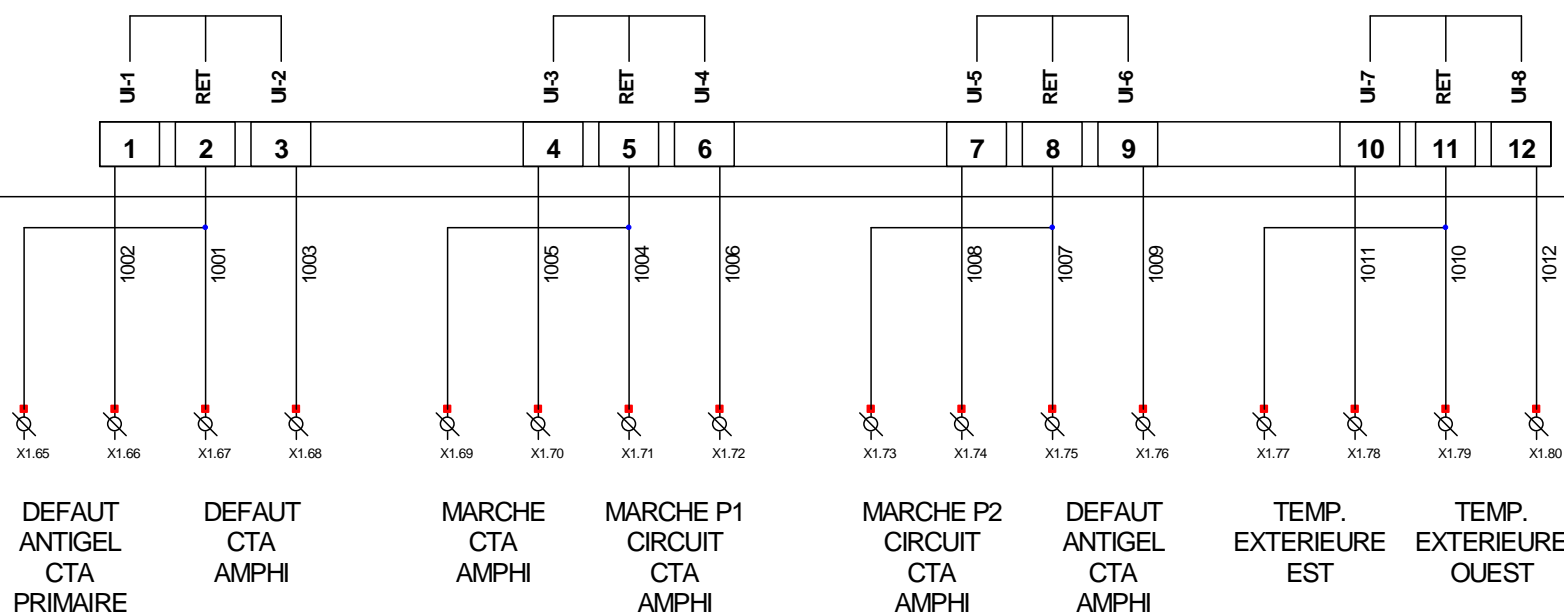 UI-1 RET UI-2 UI-3 RET UI-4 UI-5 RET UI-6 UI-7 RET UI-8
1 2 3 4 5 6 7 8 9 10 11 12
1002 1001 1003 1005 1004 1006 1008 1007 1009 1011 1010 1012
X1.65 X1.66 X1.67 X1.68 X1.69 X1.70 X1.71 X1.72 X1.73 X1.74 X1.75 X1.76 X1.77 X1.78 X1.79 X1.80
DEFAUT
ANTIGEL
CTA
PRIMAIRE
DEFAUT
CTA
AMPHI
MARCHE
CTA
AMPHI
MARCHE P1
CIRCUIT
CTA
AMPHI
MARCHE P2
CIRCUIT
CTA
AMPHI
DEFAUT
ANTIGEL
CTA
AMPHI
TEMP.
EXTERIEURE
EST
TEMP.
EXTERIEURE
OUEST